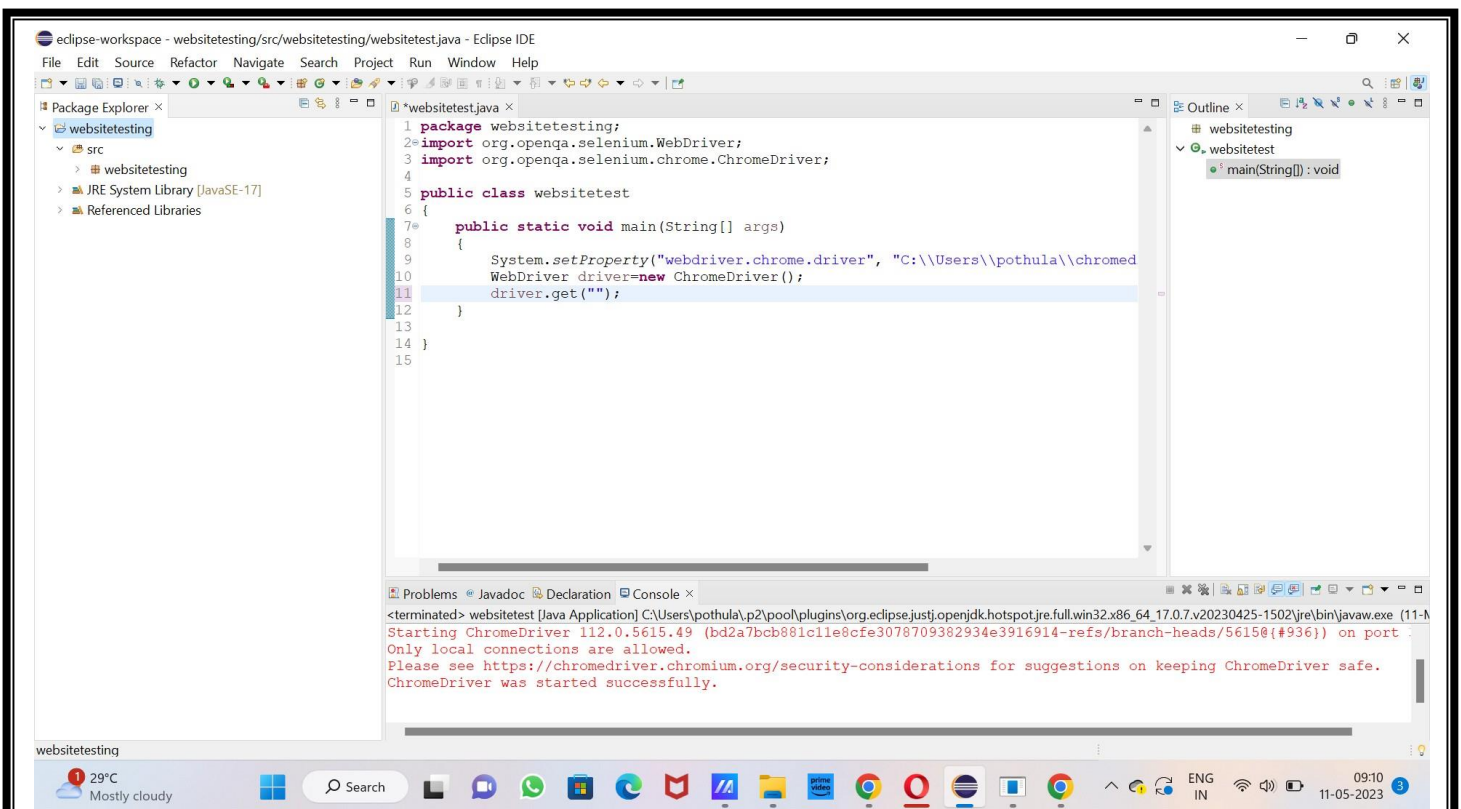 eclipse-workspace - websitetesting/src/websitetesting/websitetest.java - Eclipse IDE
File Edit Source Refactor Navigate Search Project Run Window Help
Package Explorer
websitetesting
src
websitetesting
JRE System Library [JavaSE-17]
Referenced Libraries
*websitetest.java
1 package websitetesting;
2 import org.openqa.selenium.WebDriver;
3 import org.openqa.selenium.chrome.ChromeDriver;
4
5 public class websitetest
6 {
7 public static void main(String[] args)
8 {
9 System.setProperty("webdriver.chrome.driver", "C:\\Users\\pothula\\chromed
10 WebDriver driver=new ChromeDriver();
11 driver.get("");
12 }
13
14 }
15
Outline
websitetesting
websitetest
main(String[]) : void
Problems Javadoc Declaration Console
<terminated> websitetest [Java Application] C:\Users\pothula\.p2\pool\plugins\org.eclipse.justj.openjdk.hotspot.jre.full.win32.x86_64_17.0.7.v20230425-1502\jre\bin\javaw.exe (11-M
Starting ChromeDriver 112.0.5615.49 (bd2a7bcb881c11e8cfe3078709382934e3916914-refs/branch-heads/5615@{#936}) on port
Only local connections are allowed.
Please see https://chromedriver.chromium.org/security-considerations for suggestions on keeping ChromeDriver safe.
ChromeDriver was started successfully.
websitetesting
1
29°C
Mostly cloudy
Search
prime video
ENG
IN
09:10
11-05-2023
3